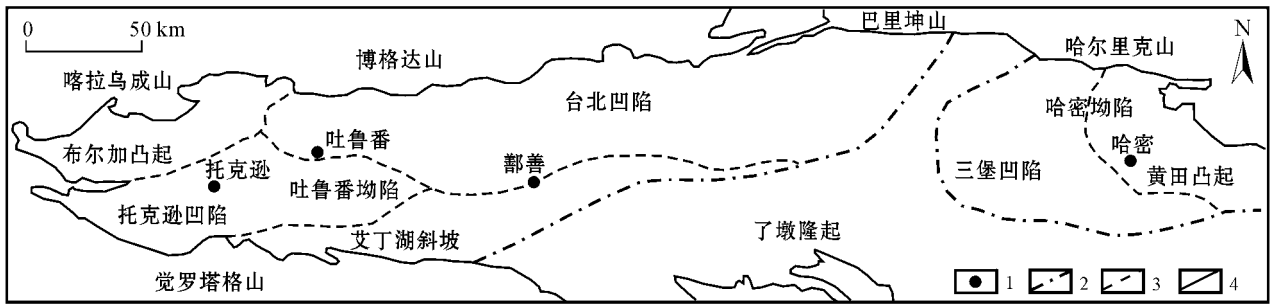 0 50 km
巴里坤山
N
博格达山
哈尔里克山
喀拉乌成山
台北凹陷
哈密坳陷
吐鲁番
哈密
布尔加凸起
鄯善
托克逊
三堡凹陷
黄田凸起
吐鲁番坳陷
托克逊凹陷
艾丁湖斜坡
了墩隆起
觉罗塔格山
1 2 3 4